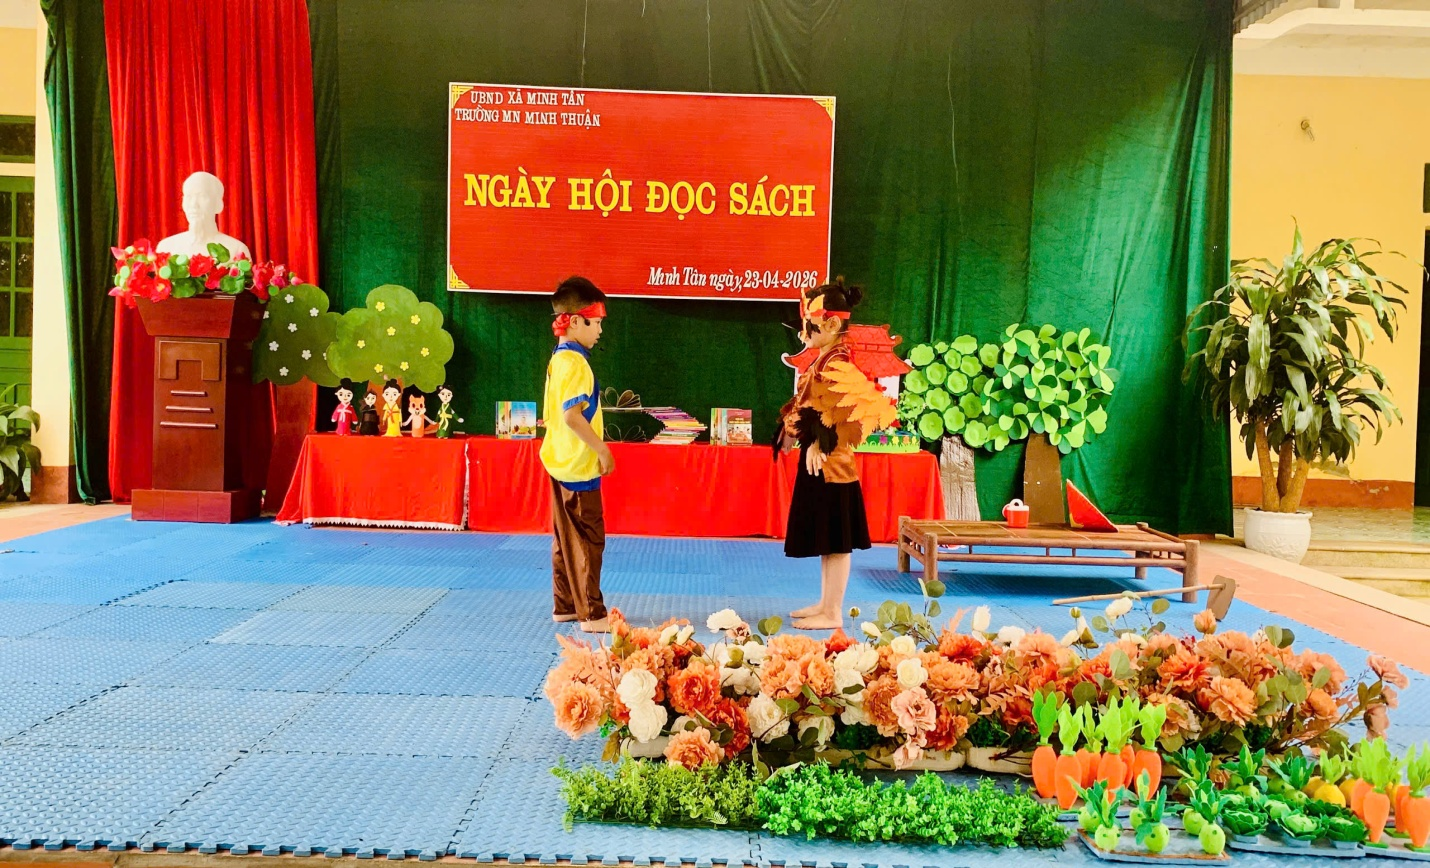 UBND XÃ MINH TÂN
TRƯỜNG MN MINH THUẬN
NGÀY HỘI ĐỌC SÁCH
Minh Tân ngày, 23-04-2026